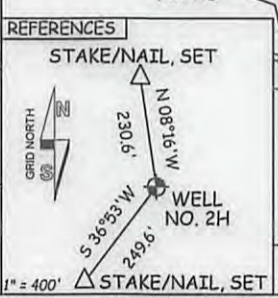 REFERENCES
STAKE/NAIL, SET
N 08°16'W
230.6'
GRID NORTH
N
S
WELL
NO. 2H
S 36°53'W
249.6'
1" = 400'
STAKE/NAIL, SET